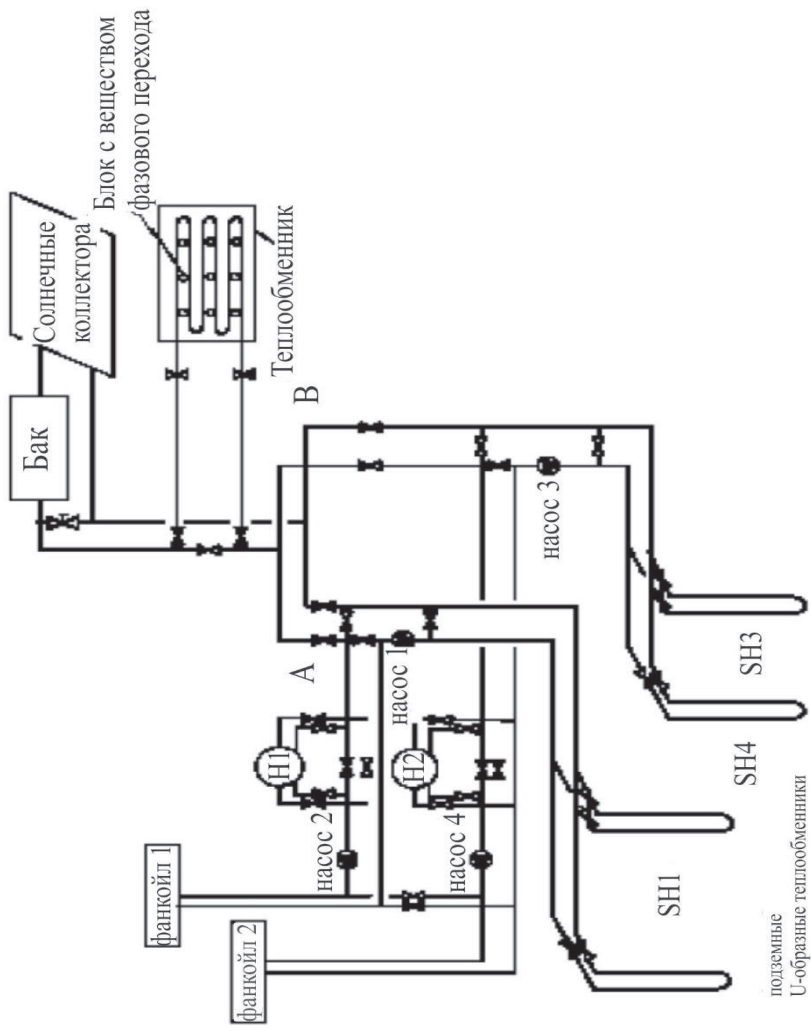 Солнечные
коллектора
Блок с веществом
фазового перехода
Бак
Теплообменник
A
B
фанкойл 1
фанкойл 2
H1
H2
насос 2
насос 1
насос 4
насос 3
SH1
SH4
SH3
подземные
U-образные теплообменники